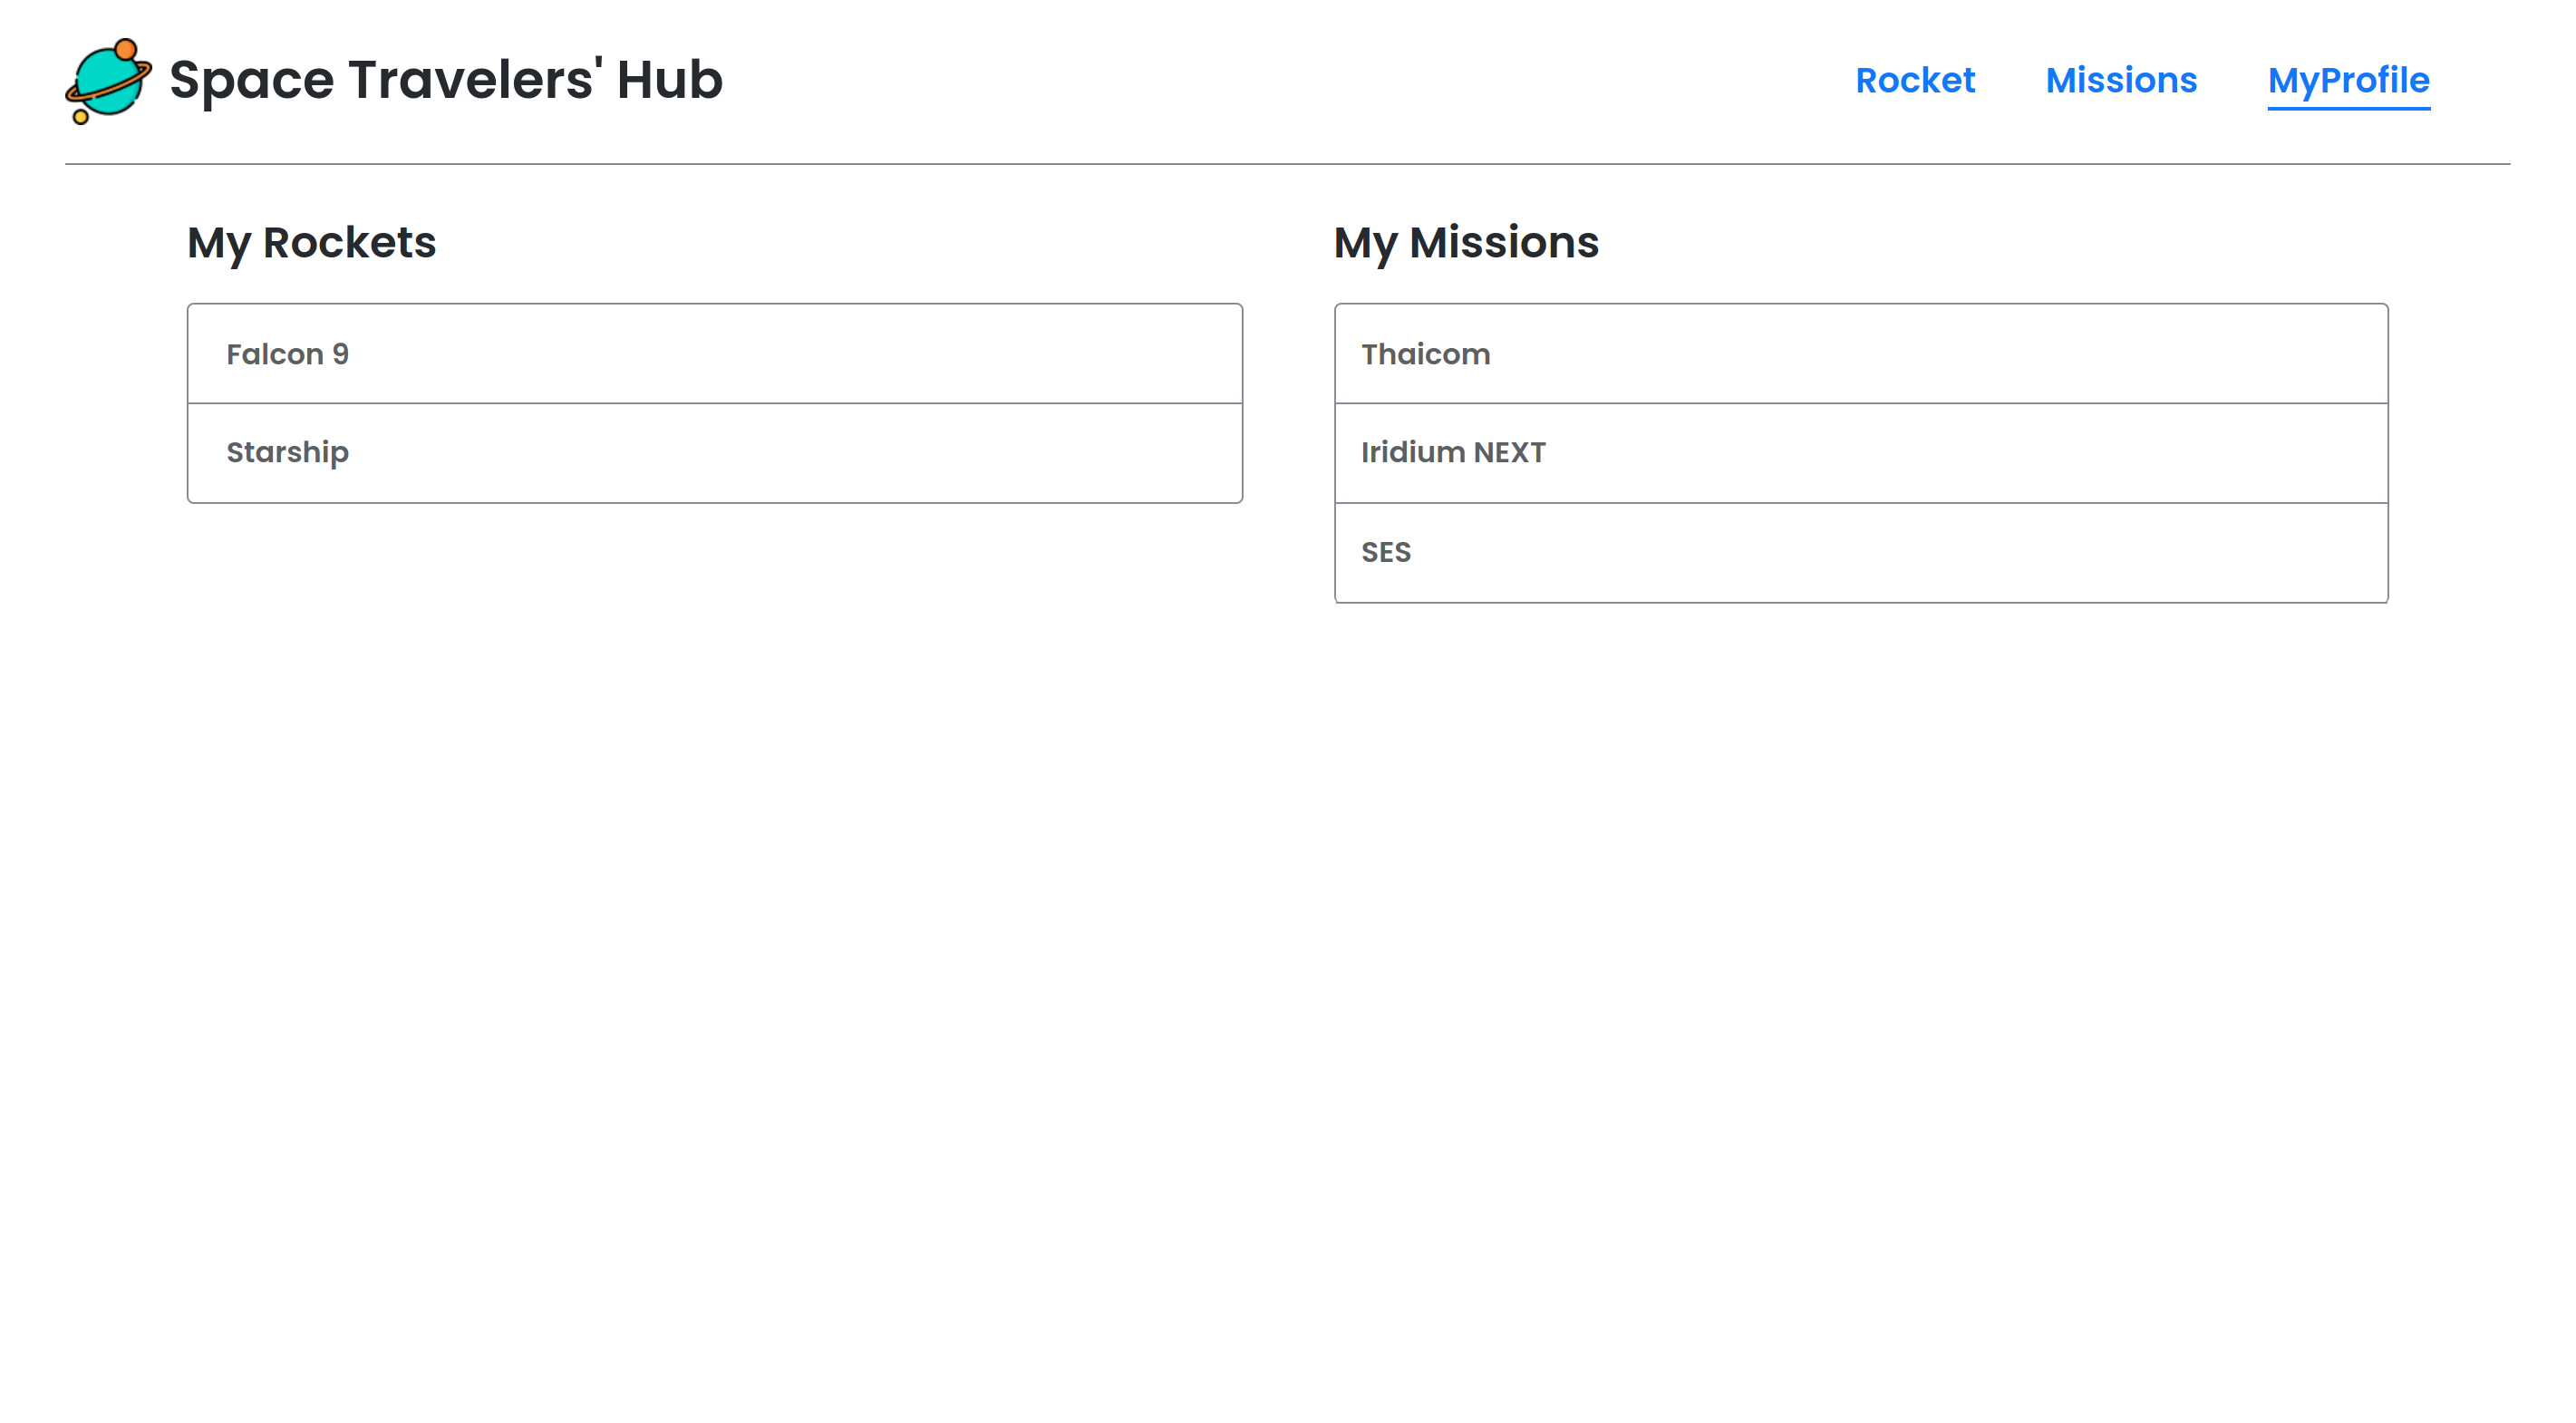 Space Travelers' Hub
Rocket
Missions
MyProfile
My Rockets
Falcon 9
Starship
My Missions
Thaicom
Iridium NEXT
SES